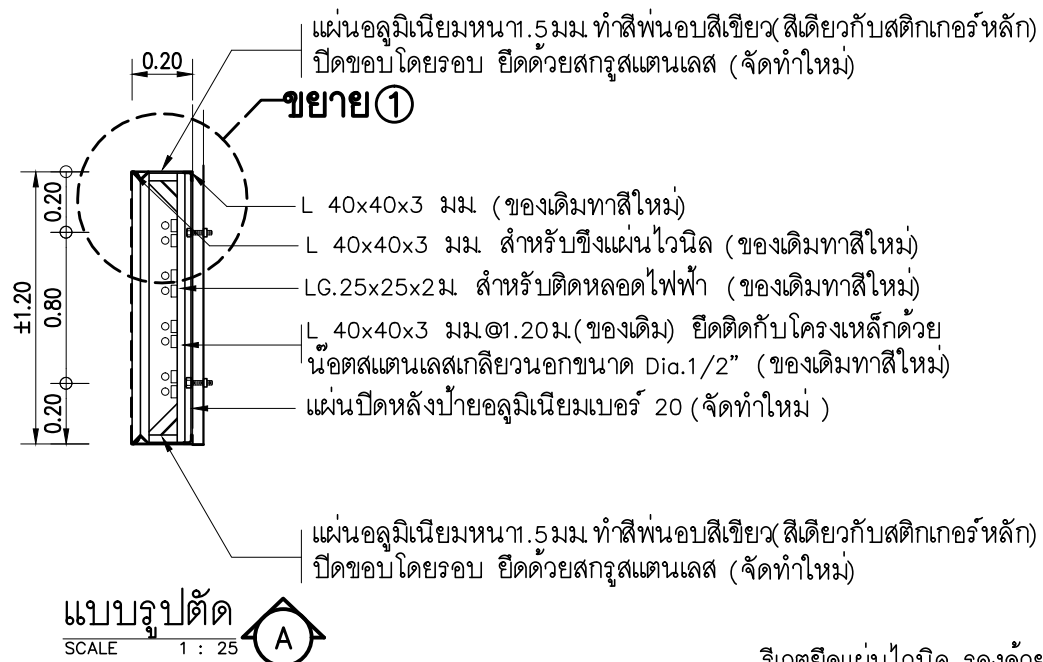 แผ่นอลูมิเนียมหนา1.5มม. ทำสีพ่นอบสีเขียว(สีเดียวกับสติกเกอร์หลัก)
ปิดขอบโดยรอบ ยึดด้วยสกรูสแตนเลส (จัดทำใหม่)
0.20
ขยาย 1
L 40x40x3 มม. (ของเดิมทาสีใหม่)
L 40x40x3 มม. สำหรับขึงแผ่นไวนิล (ของเดิมทาสีใหม่)
LG.25x25x2ม. สำหรับติดหลอดไฟฟ้า (ของเดิมทาสีใหม่)
L 40x40x3 มม.@1.20ม.(ของเดิม) ยึดติดกับโครงเหล็กด้วย
น๊อตสแตนเลสเกลียวนอกขนาด Dia.1/2" (ของเดิมทาสีใหม่)
แผ่นปิดหลังป้ายอลูมิเนียมเบอร์ 20 (จัดทำใหม่ )
±1.20
0.20
0.80
0.20
แผ่นอลูมิเนียมหนา1.5มม. ทำสีพ่นอบสีเขียว(สีเดียวกับสติกเกอร์หลัก)
ปิดขอบโดยรอบ ยึดด้วยสกรูสแตนเลส (จัดทำใหม่)
แบบรูปตัด
SCALE 1 : 25
A